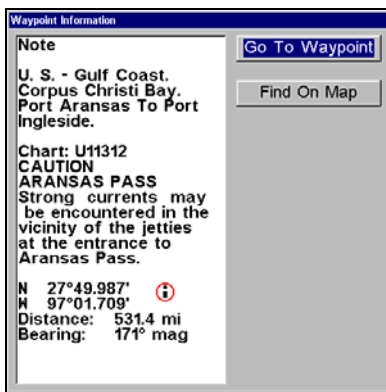 Waypoint Information
Note
U. S. - Gulf Coast.
Corpus Christi Bay.
Port Aransas To Port
Ingleside.
Chart: U11312
CAUTION
ARANSAS PASS
Strong currents may
be encountered in the
vicinity of the jetties
at the entrance to
Aransas Pass.
N 27°49.987'
W 97°01.709'
Distance: 531.4 mi
Bearing: 171° mag
Go To Waypoint
Find On Map